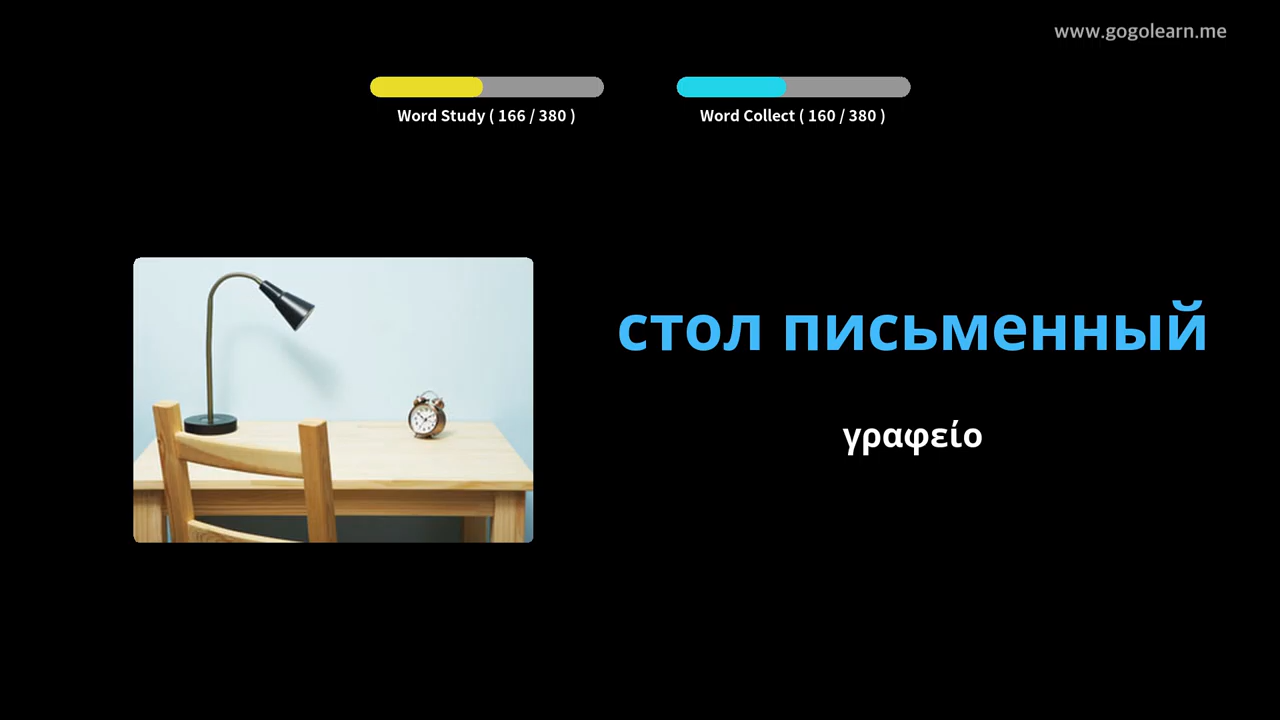 www.gogolearn.me
Word Study ( 166 / 380 )
Word Collect ( 160 / 380 )
стол письменный
γραφείο